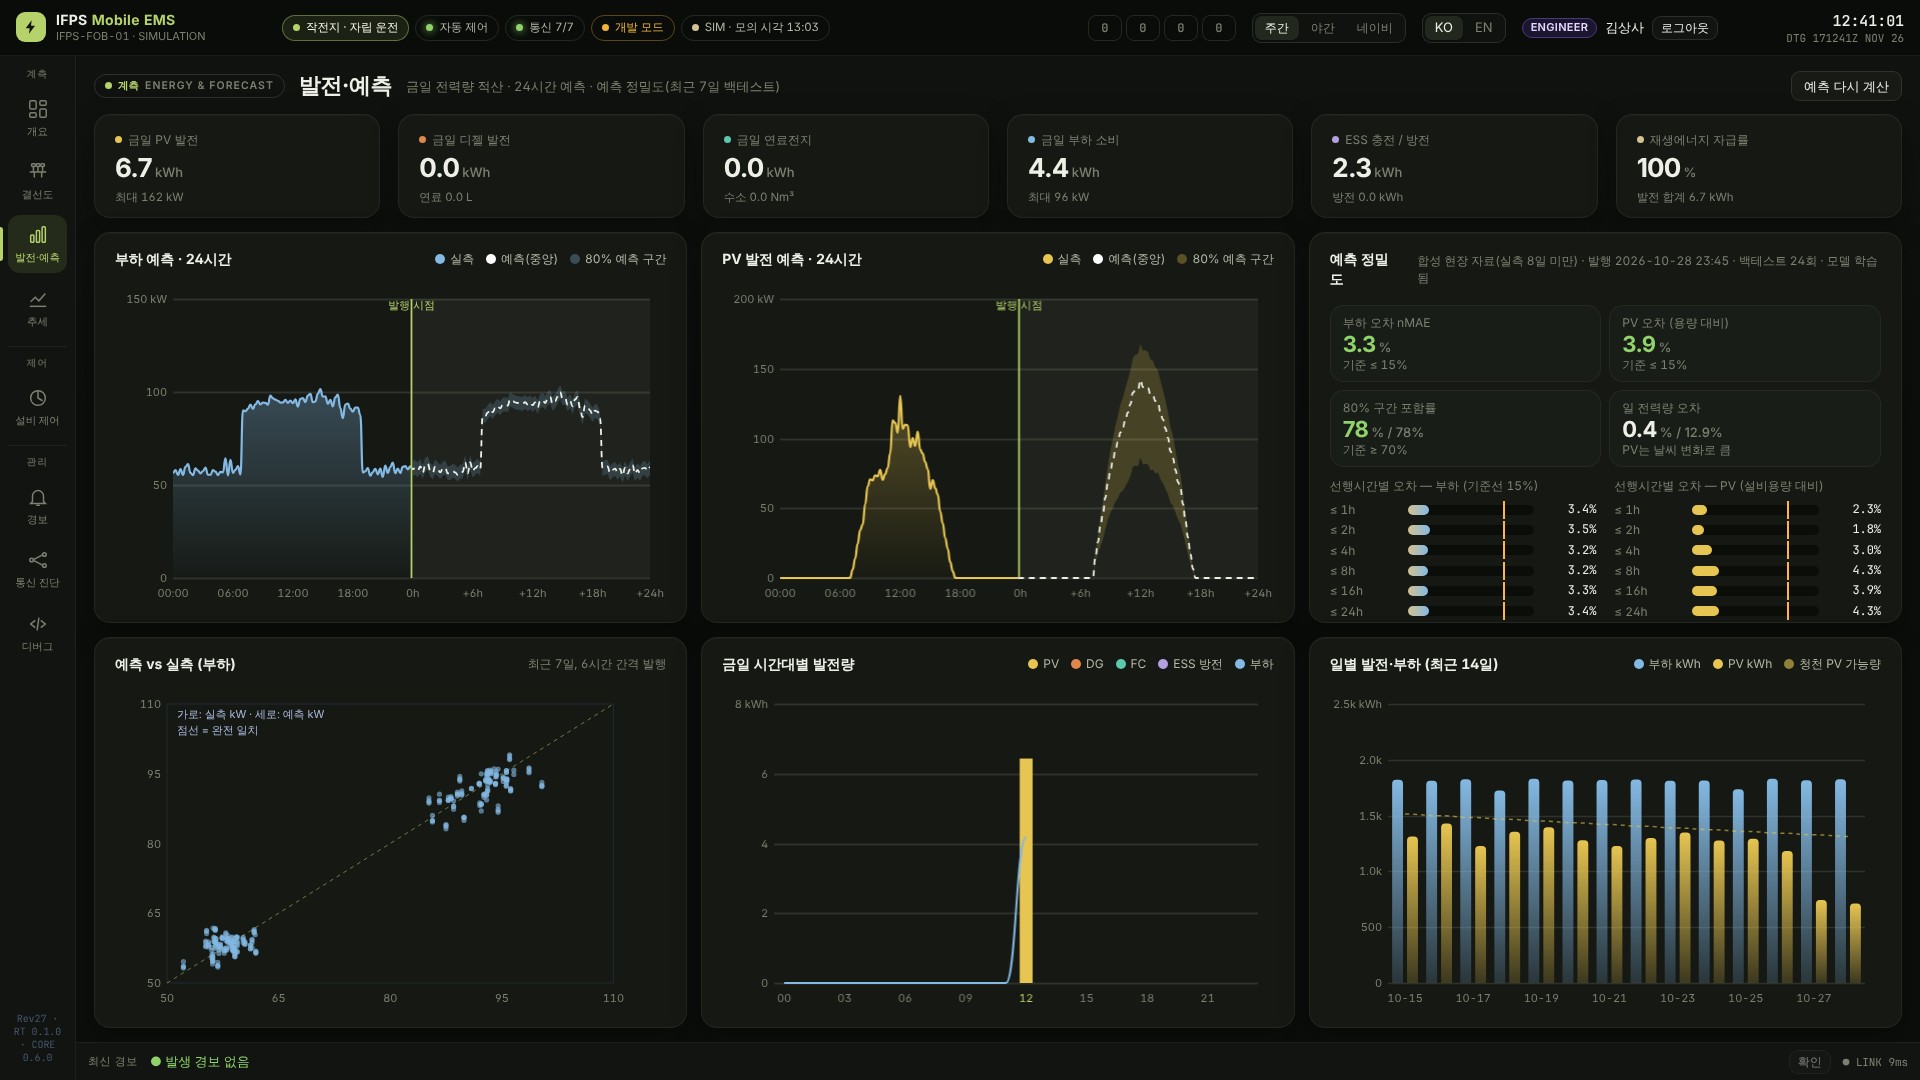 IFPS Mobile EMS
IFPS-FOB-01 · SIMULATION
작전지 · 자립 운전
자동 제어
통신 7/7
개발 모드
SIM · 모의 시각 13:03
0 0 0 0
주간 야간 네이비
KO EN
ENGINEER 김상사 로그아웃
12:41:01
DTG 171241Z NOV 26
계측
개요
결선도
발전·예측
추세
제어
설비 제어
관리
경보
통신 진단
디버그
Rev27 ·
RT 0.1.0
· CORE
0.6.0
계측 ENERGY & FORECAST
발전·예측
금일 전력량 적산 · 24시간 예측 · 예측 정밀도(최근 7일 백테스트)
예측 다시 계산
금일 PV 발전
6.7 kWh
최대 162 kW
금일 디젤 발전
0.0 kWh
연료 0.0 L
금일 연료전지
0.0 kWh
수소 0.0 Nm³
금일 부하 소비
4.4 kWh
최대 96 kW
ESS 충전 / 방전
2.3 kWh
방전 0.0 kWh
재생에너지 자급률
100 %
발전 합계 6.7 kWh
부하 예측 · 24시간
실측 예측(중앙) 80% 예측 구간
발행 시점
150 kW
100
50
0
00:00 06:00 12:00 18:00 0h +6h +12h +18h +24h
PV 발전 예측 · 24시간
실측 예측(중앙) 80% 예측 구간
발행 시점
200 kW
150
100
50
0
00:00 06:00 12:00 18:00 0h +6h +12h +18h +24h
예측 정밀
도
합성 현장 자료(실측 8일 미만) · 발행 2026-10-28 23:45 · 백테스트 24회 · 모델 학습
됨
부하 오차 nMAE
3.3 %
기준 ≤ 15%
PV 오차 (용량 대비)
3.9 %
기준 ≤ 15%
80% 구간 포함률
78 % / 78%
기준 ≥ 70%
일 전력량 오차
0.4 % / 12.9%
PV는 날씨 변화로 큼
선행시간별 오차 — 부하 (기준선 15%)
≤ 1h 3.4%
≤ 2h 3.5%
≤ 4h 3.2%
≤ 8h 3.2%
≤ 16h 3.3%
≤ 24h 3.4%
선행시간별 오차 — PV (설비용량 대비)
≤ 1h 2.3%
≤ 2h 1.8%
≤ 4h 3.0%
≤ 8h 4.3%
≤ 16h 3.9%
≤ 24h 4.3%
예측 vs 실측 (부하)
최근 7일, 6시간 간격 발행
가로: 실측 kW · 세로: 예측 kW
점선 = 완전 일치
110
95
80
65
50
50 65 80 95 110
금일 시간대별 발전량
PV DG FC ESS 방전 부하
8 kWh
6
4
2
0
00 03 06 09 12 15 18 21
일별 발전·부하 (최근 14일)
부하 kWh PV kWh 청천 PV 가능량
2.5k kWh
2.0k
1.5k
1.0k
500
0
10-15 10-17 10-19 10-21 10-23 10-25 10-27
최신 경보 발생 경보 없음
확인 LINK 9ms